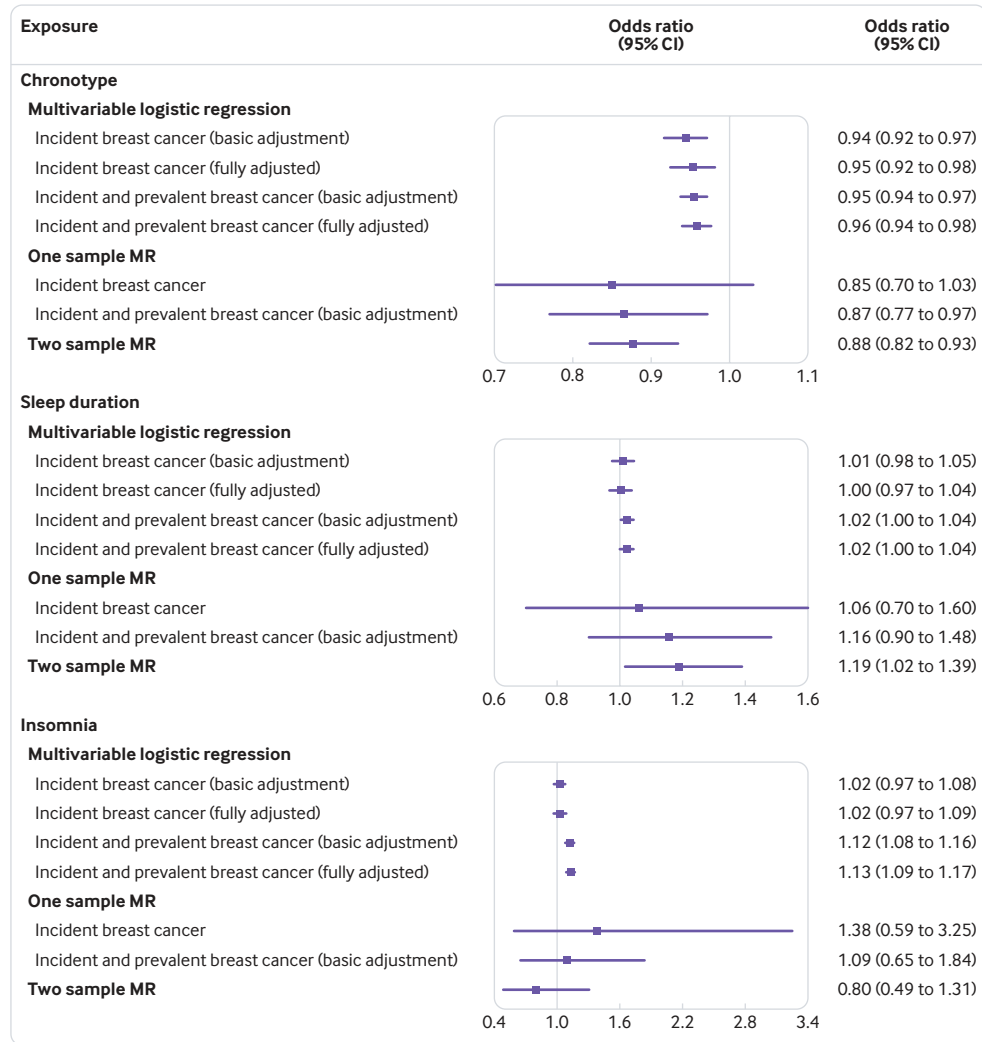 Exposure Odds ratio (95% CI) Odds ratio (95% CI)
Chronotype
Multivariable logistic regression
Incident breast cancer (basic adjustment) 0.94 (0.92 to 0.97)
Incident breast cancer (fully adjusted) 0.95 (0.92 to 0.98)
Incident and prevalent breast cancer (basic adjustment) 0.95 (0.94 to 0.97)
Incident and prevalent breast cancer (fully adjusted) 0.96 (0.94 to 0.98)
One sample MR
Incident breast cancer 0.85 (0.70 to 1.03)
Incident and prevalent breast cancer (basic adjustment) 0.87 (0.77 to 0.97)
Two sample MR 0.88 (0.82 to 0.93)
0.7 0.8 0.9 1.0 1.1
Sleep duration
Multivariable logistic regression
Incident breast cancer (basic adjustment) 1.01 (0.98 to 1.05)
Incident breast cancer (fully adjusted) 1.00 (0.97 to 1.04)
Incident and prevalent breast cancer (basic adjustment) 1.02 (1.00 to 1.04)
Incident and prevalent breast cancer (fully adjusted) 1.02 (1.00 to 1.04)
One sample MR
Incident breast cancer 1.06 (0.70 to 1.60)
Incident and prevalent breast cancer (basic adjustment) 1.16 (0.90 to 1.48)
Two sample MR 1.19 (1.02 to 1.39)
0.6 0.8 1.0 1.2 1.4 1.6
Insomnia
Multivariable logistic regression
Incident breast cancer (basic adjustment) 1.02 (0.97 to 1.08)
Incident breast cancer (fully adjusted) 1.02 (0.97 to 1.09)
Incident and prevalent breast cancer (basic adjustment) 1.12 (1.08 to 1.16)
Incident and prevalent breast cancer (fully adjusted) 1.13 (1.09 to 1.17)
One sample MR
Incident breast cancer 1.38 (0.59 to 3.25)
Incident and prevalent breast cancer (basic adjustment) 1.09 (0.65 to 1.84)
Two sample MR 0.80 (0.49 to 1.31)
0.4 1.0 1.6 2.2 2.8 3.4